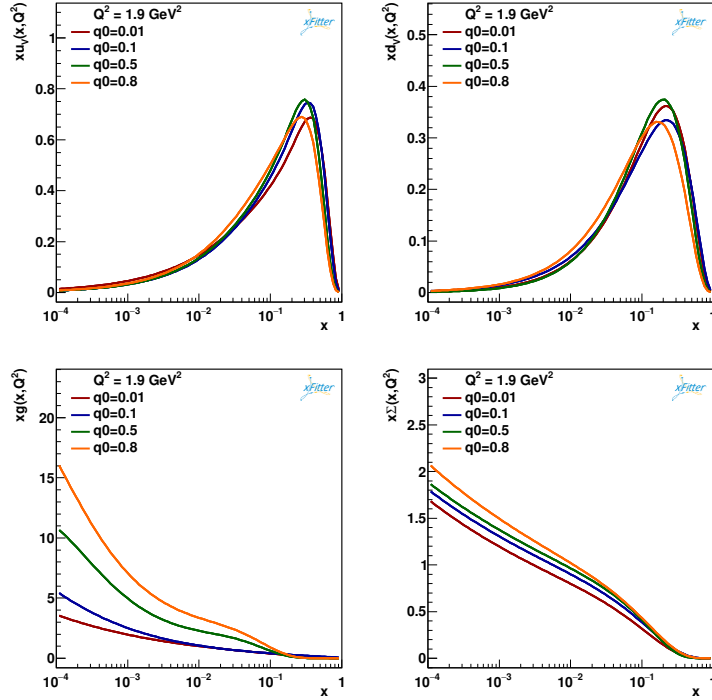 xu_V(x,Q²)
Q² = 1.9 GeV²
q0=0.01
q0=0.1
q0=0.5
q0=0.8
xFitter
1
0.8
0.6
0.4
0.2
0
10⁻⁴ 10⁻³ 10⁻² 10⁻¹ 1
x
xd_V(x,Q²)
Q² = 1.9 GeV²
q0=0.01
q0=0.1
q0=0.5
q0=0.8
xFitter
0.5
0.4
0.3
0.2
0.1
0
10⁻⁴ 10⁻³ 10⁻² 10⁻¹ 1
x
xg(x,Q²)
Q² = 1.9 GeV²
q0=0.01
q0=0.1
q0=0.5
q0=0.8
xFitter
20
15
10
5
0
10⁻⁴ 10⁻³ 10⁻² 10⁻¹ 1
x
xΣ(x,Q²)
Q² = 1.9 GeV²
q0=0.01
q0=0.1
q0=0.5
q0=0.8
xFitter
3
2.5
2
1.5
1
0.5
0
10⁻⁴ 10⁻³ 10⁻² 10⁻¹ 1
x